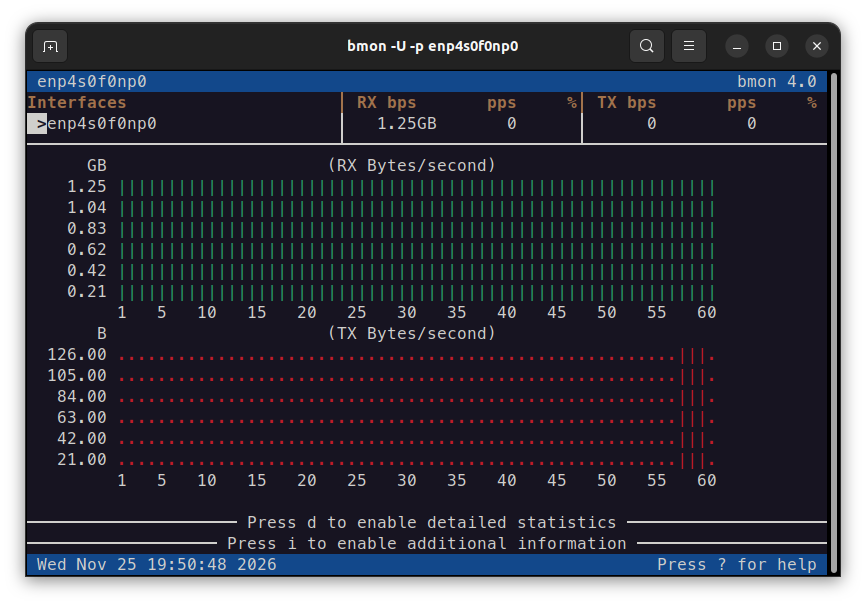 bmon -U -p enp4s0f0np0
enp4s0f0np0 bmon 4.0
Interfaces RX bps pps % TX bps pps %
>enp4s0f0np0 1.25GB 0 0 0
GB (RX Bytes/second)
1.25 ||||||||||||||||||||||||||||||||||||||||||||||||||||||||||||
1.04 ||||||||||||||||||||||||||||||||||||||||||||||||||||||||||||
0.83 ||||||||||||||||||||||||||||||||||||||||||||||||||||||||||||
0.62 ||||||||||||||||||||||||||||||||||||||||||||||||||||||||||||
0.42 ||||||||||||||||||||||||||||||||||||||||||||||||||||||||||||
0.21 ||||||||||||||||||||||||||||||||||||||||||||||||||||||||||||
1 5 10 15 20 25 30 35 40 45 50 55 60
B (TX Bytes/second)
126.00 ........................................................|||.
105.00 ........................................................|||.
84.00 ........................................................|||.
63.00 ........................................................|||.
42.00 ........................................................|||.
21.00 ........................................................|||.
1 5 10 15 20 25 30 35 40 45 50 55 60
Press d to enable detailed statistics
Press i to enable additional information
Wed Nov 25 19:50:48 2026 Press ? for help